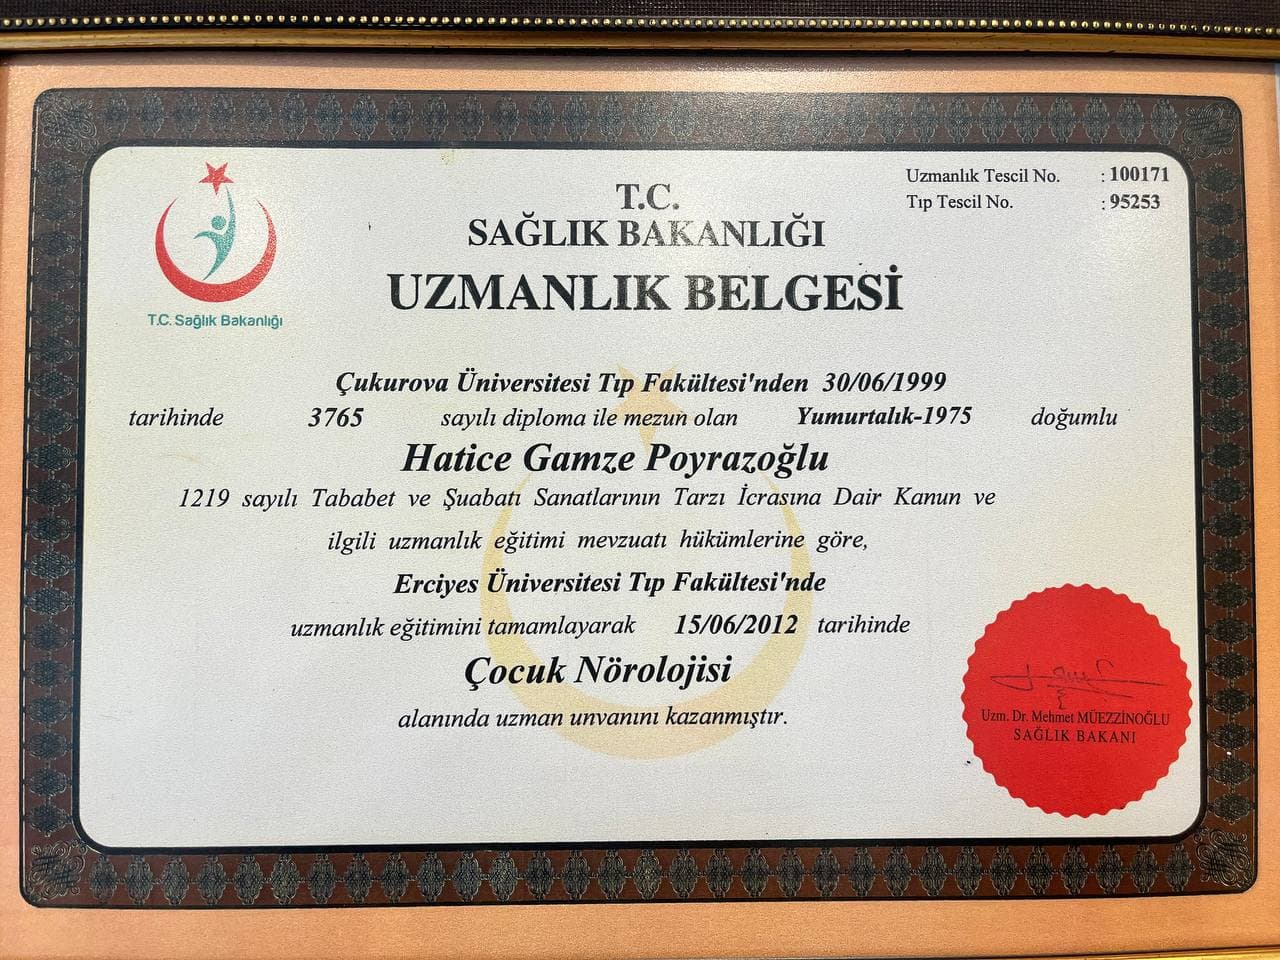 T.C. Sağlık Bakanlığı
Uzmanlık Tescil No. : 100171
Tıp Tescil No. : 95253
T.C.
SAĞLIK BAKANLIĞI
UZMANLIK BELGESİ
Çukurova Üniversitesi Tıp Fakültesi'nden 30/06/1999
tarihinde 3765 sayılı diploma ile mezun olan Yumurtalık-1975 doğumlu
Hatice Gamze Poyrazoğlu
1219 sayılı Tababet ve Şuabatı Sanatlarının Tarzı İcrasına Dair Kanun ve
ilgili uzmanlık eğitimi mevzuatı hükümlerine göre,
Erciyes Üniversitesi Tıp Fakültesi'nde
uzmanlık eğitimini tamamlayarak 15/06/2012 tarihinde
Çocuk Nörolojisi
alanında uzman unvanını kazanmıştır.
Uzm. Dr. Mehmet MÜEZZİNOĞLU
SAĞLIK BAKANI